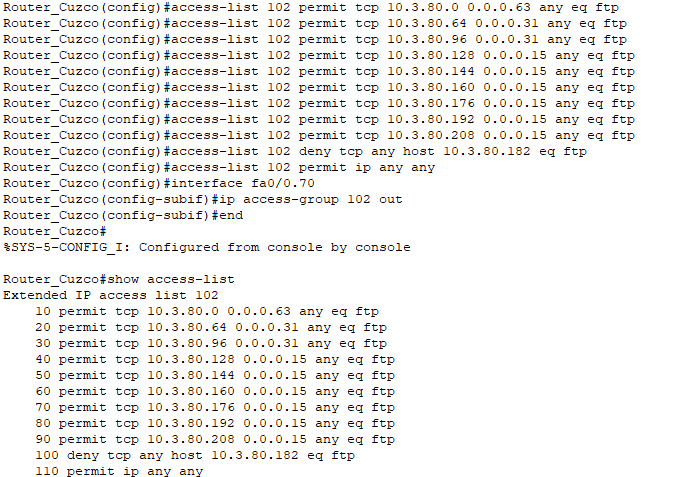 Router_Cuzco(config)#access-list 102 permit tcp 10.3.80.0 0.0.0.63 any eq ftp
Router_Cuzco(config)#access-list 102 permit tcp 10.3.80.64 0.0.0.31 any eq ftp
Router_Cuzco(config)#access-list 102 permit tcp 10.3.80.96 0.0.0.31 any eq ftp
Router_Cuzco(config)#access-list 102 permit tcp 10.3.80.128 0.0.0.15 any eq ftp
Router_Cuzco(config)#access-list 102 permit tcp 10.3.80.144 0.0.0.15 any eq ftp
Router_Cuzco(config)#access-list 102 permit tcp 10.3.80.160 0.0.0.15 any eq ftp
Router_Cuzco(config)#access-list 102 permit tcp 10.3.80.176 0.0.0.15 any eq ftp
Router_Cuzco(config)#access-list 102 permit tcp 10.3.80.192 0.0.0.15 any eq ftp
Router_Cuzco(config)#access-list 102 permit tcp 10.3.80.208 0.0.0.15 any eq ftp
Router_Cuzco(config)#access-list 102 deny tcp any host 10.3.80.182 eq ftp
Router_Cuzco(config)#access-list 102 permit ip any any
Router_Cuzco(config)#interface fa0/0.70
Router_Cuzco(config-subif)#ip access-group 102 out
Router_Cuzco(config-subif)#end
Router_Cuzco#
%SYS-5-CONFIG_I: Configured from console by console
Router_Cuzco#show access-list
Extended IP access list 102
10 permit tcp 10.3.80.0 0.0.0.63 any eq ftp
20 permit tcp 10.3.80.64 0.0.0.31 any eq ftp
30 permit tcp 10.3.80.96 0.0.0.31 any eq ftp
40 permit tcp 10.3.80.128 0.0.0.15 any eq ftp
50 permit tcp 10.3.80.144 0.0.0.15 any eq ftp
60 permit tcp 10.3.80.160 0.0.0.15 any eq ftp
70 permit tcp 10.3.80.176 0.0.0.15 any eq ftp
80 permit tcp 10.3.80.192 0.0.0.15 any eq ftp
90 permit tcp 10.3.80.208 0.0.0.15 any eq ftp
100 deny tcp any host 10.3.80.182 eq ftp
110 permit ip any any